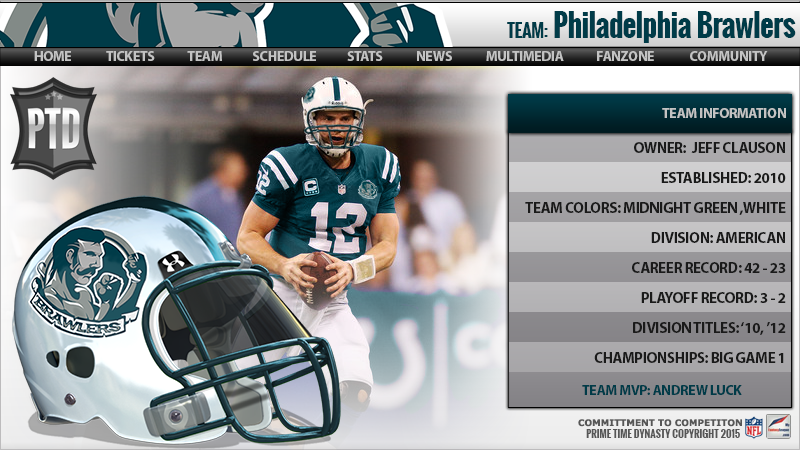 TEAM: Philadelphia Brawlers
HOME TICKETS TEAM SCHEDULE STATS NEWS MULTIMEDIA FANZONE COMMUNITY
PTD
TEAM INFORMATION
OWNER: JEFF CLAUSON
ESTABLISHED: 2010
TEAM COLORS: MIDNIGHT GREEN ,WHITE
DIVISION: AMERICAN
CAREER RECORD: 42 - 23
PLAYOFF RECORD: 3 - 2
DIVISION TITLES: '10, '12
CHAMPIONSHIPS: BIG GAME 1
TEAM MVP: ANDREW LUCK
12
C
12
BRAWLERS
COMMITTMENT TO COMPETITON
PRIME TIME DYNASTY COPYRIGHT 2015
NFL